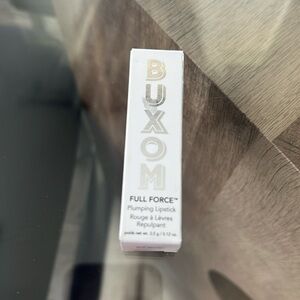 BUXOM
FULL FORCE™
Plumping Lipstick
Rouge à Lèvres
Repulpant